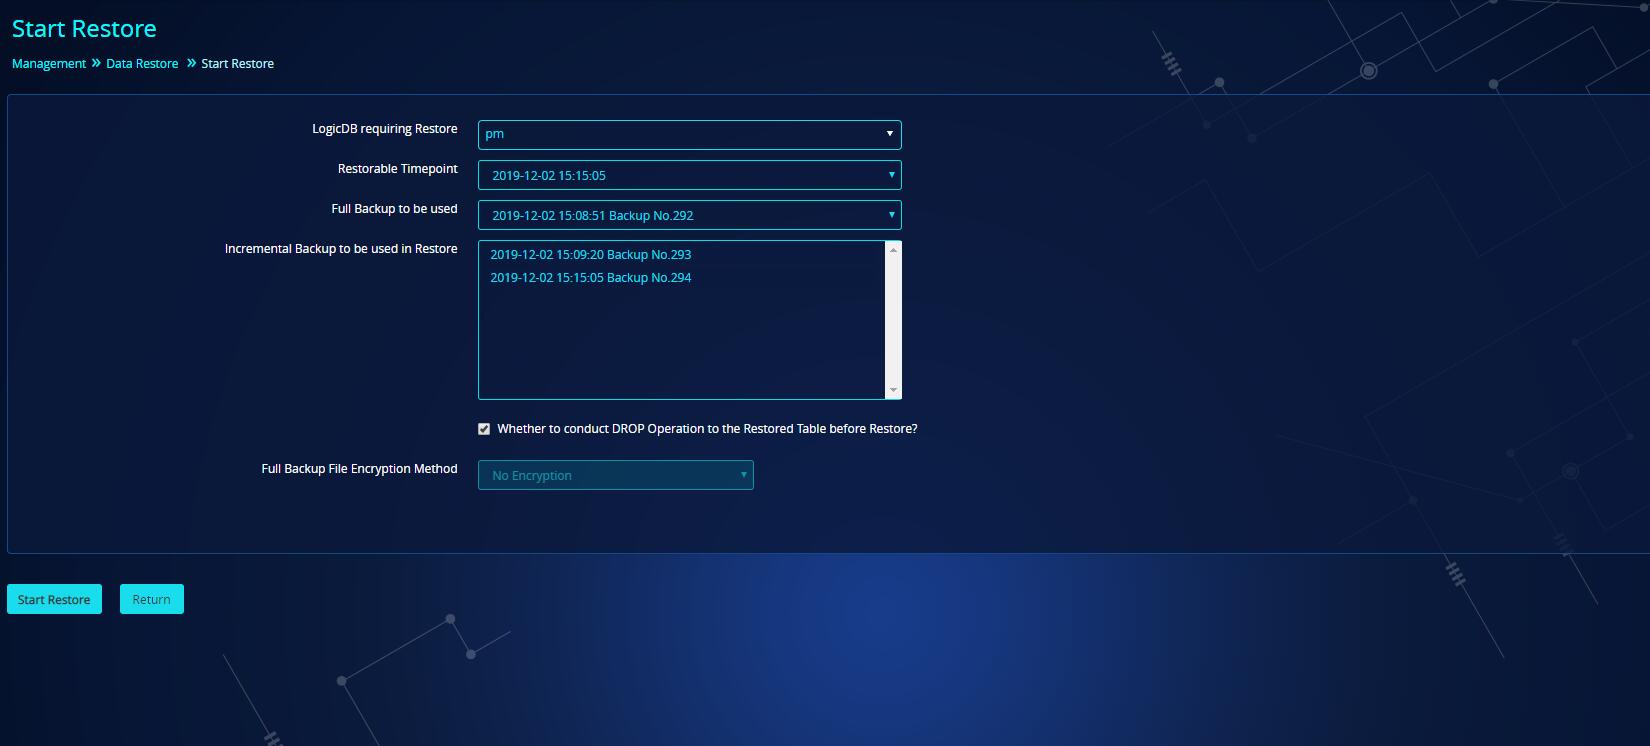 Start Restore
Management » Data Restore » Start Restore
LogicDB requiring Restore pm
Restorable Timepoint 2019-12-02 15:15:05
Full Backup to be used 2019-12-02 15:08:51 Backup No.292
Incremental Backup to be used in Restore 2019-12-02 15:09:20 Backup No.293
2019-12-02 15:15:05 Backup No.294
Whether to conduct DROP Operation to the Restored Table before Restore?
Full Backup File Encryption Method No Encryption
Start Restore Return